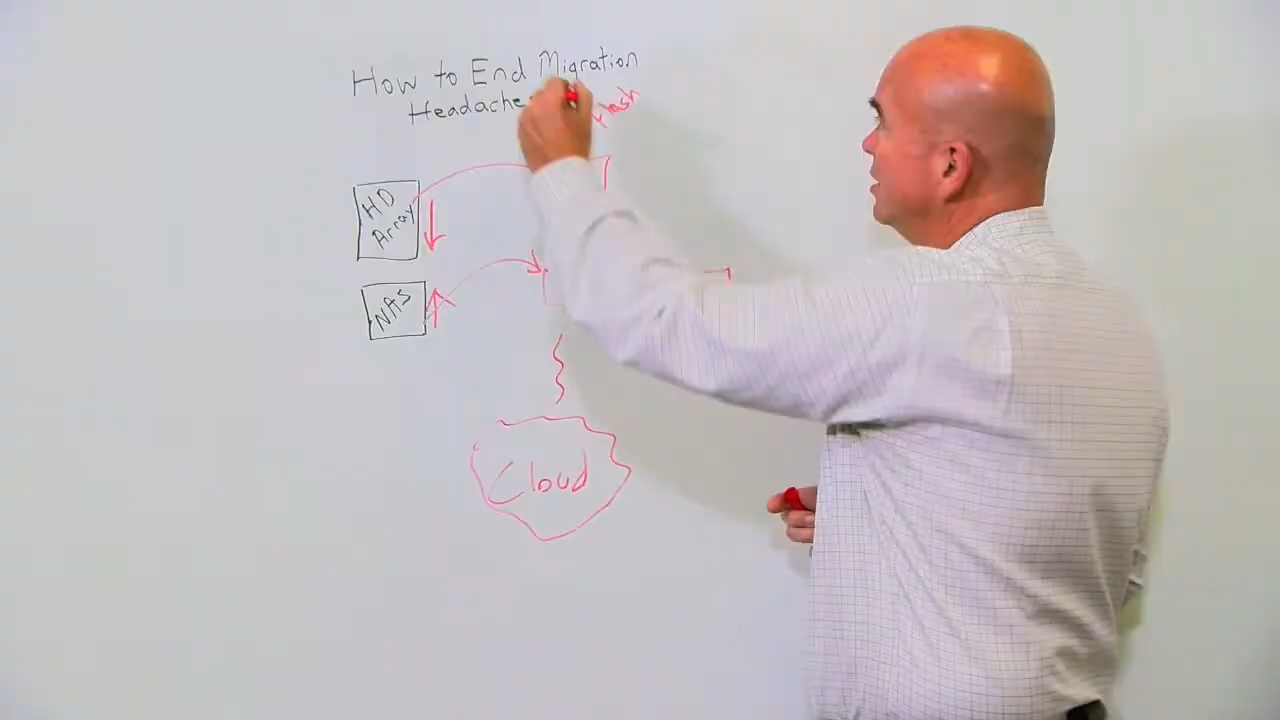 How to End Migration
Headache
Flash
HD
Array
NAS
Cloud